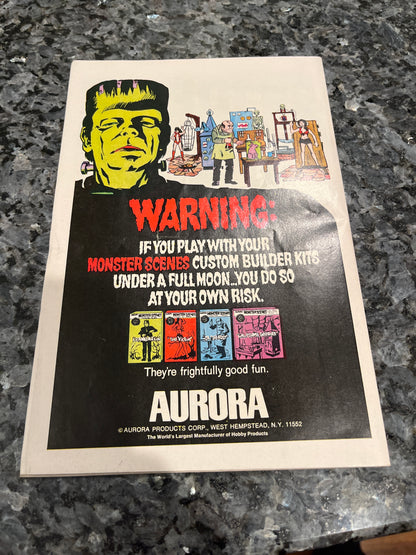 WARNING:
IF YOU PLAY WITH YOUR
MONSTER SCENES CUSTOM BUILDER KITS
UNDER A FULL MOON...YOU DO SO
AT YOUR OWN RISK.
They're frightfully good fun.
AURORA
© AURORA PRODUCTS CORP., WEST HEMPSTEAD, N.Y. 11552
The World's Largest Manufacturer of Hobby Products